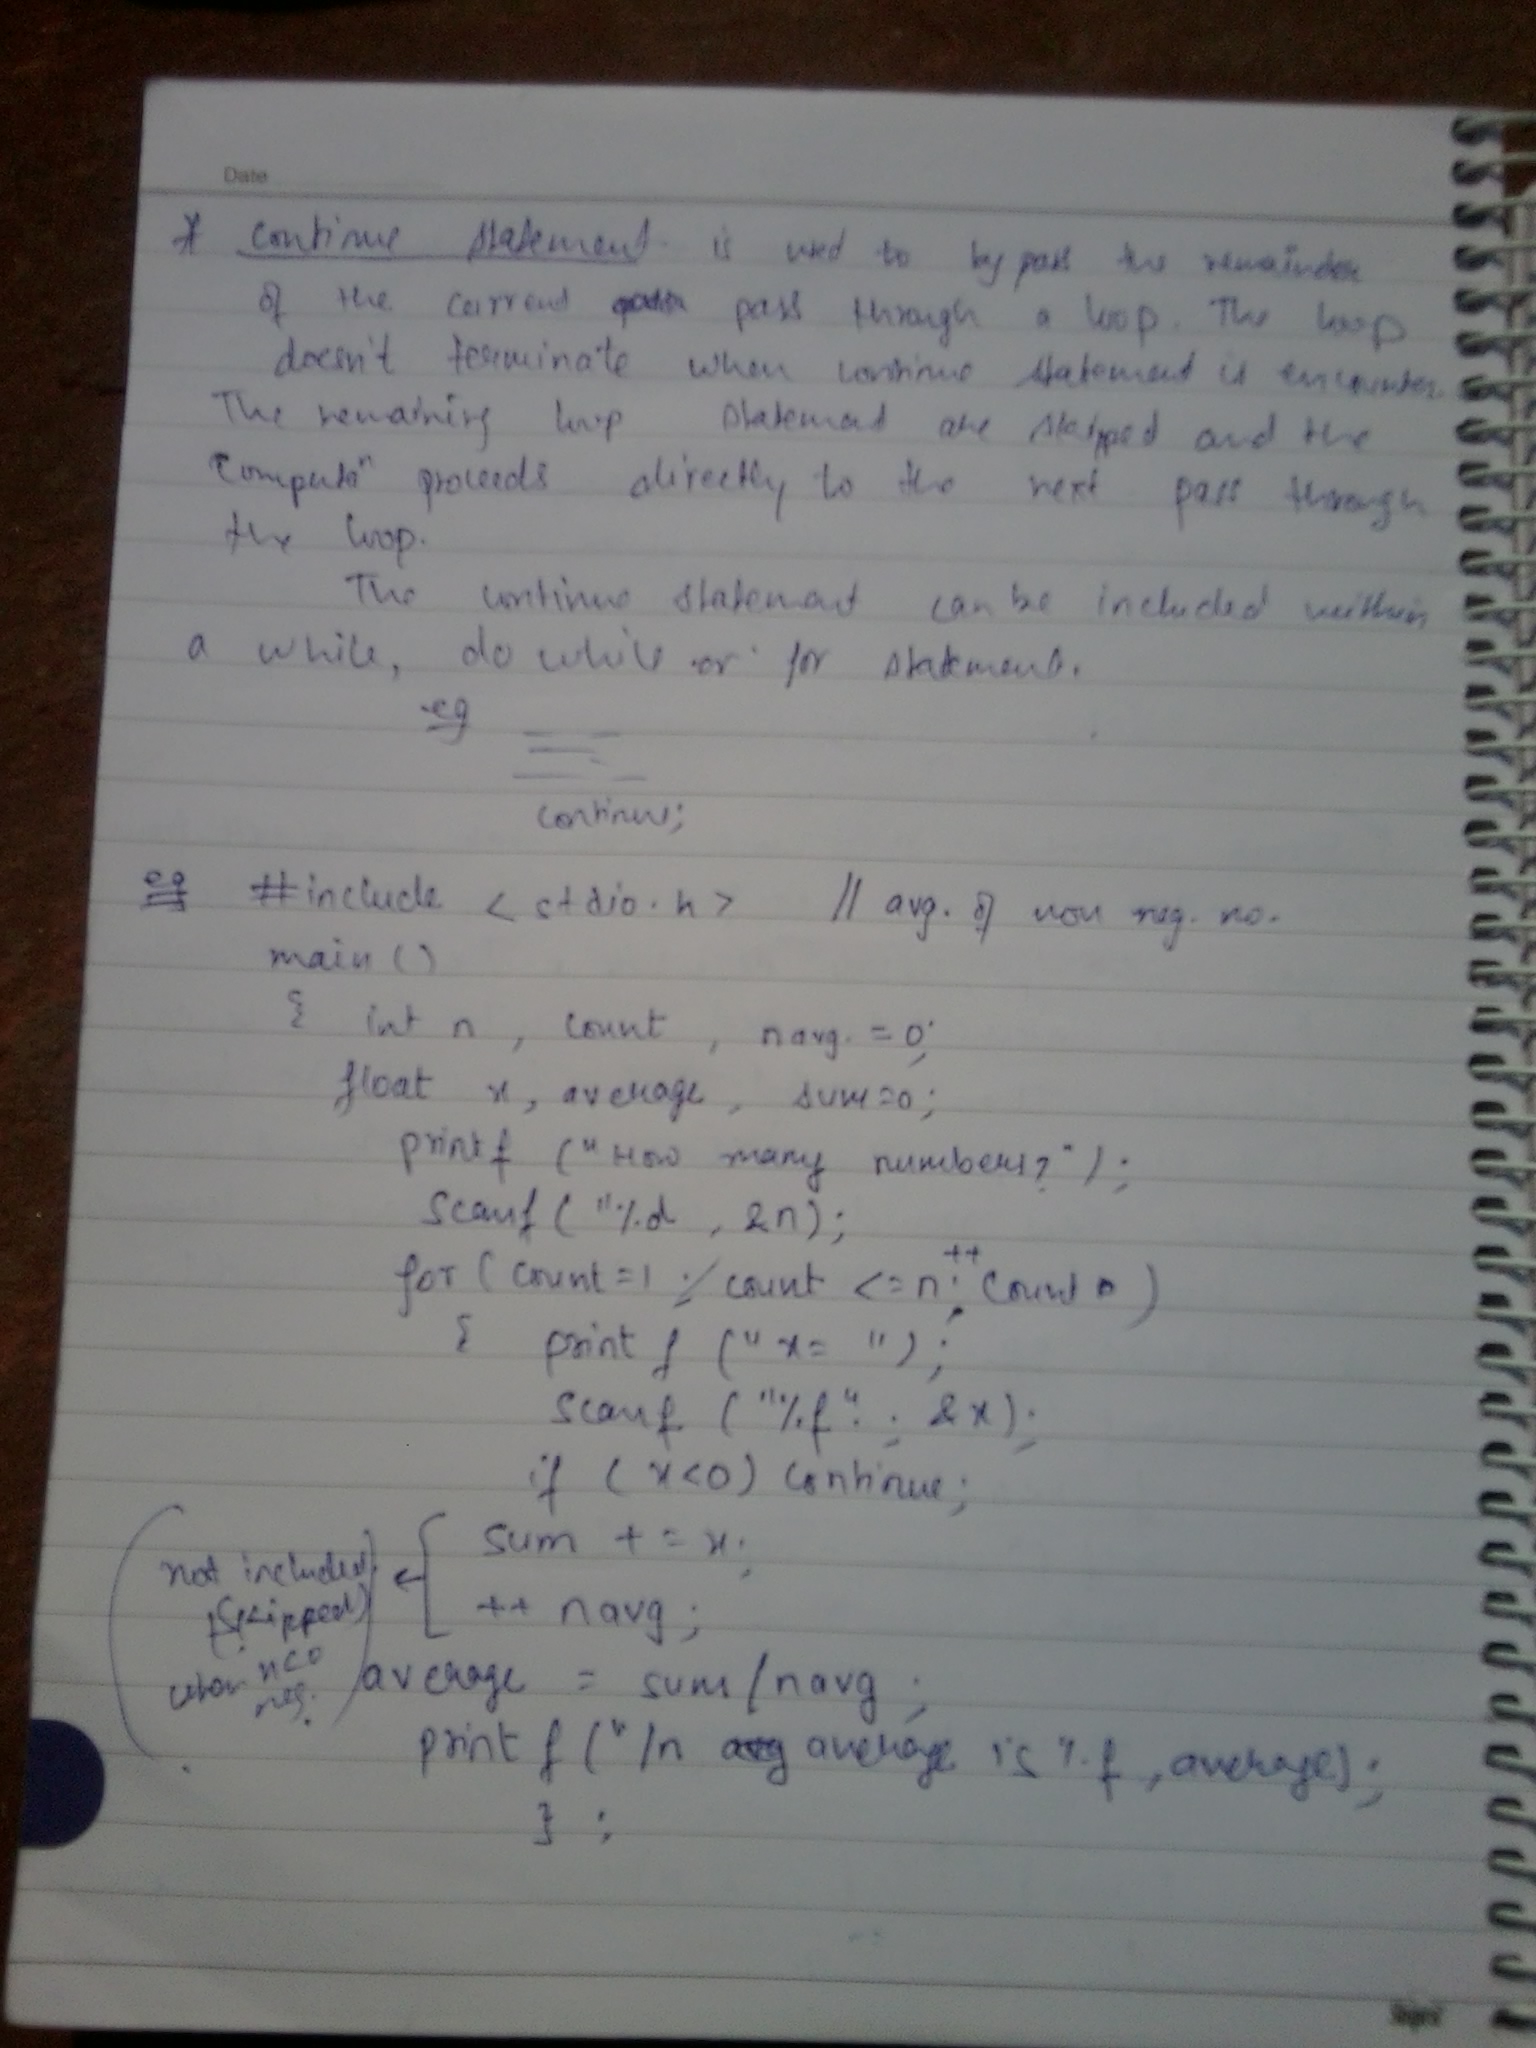 Date
* continue statement is used to by pass the remainder
of the current pass through a loop. The loop
doesn't terminate when continue statement is encounter.
The remaining loop statement are skipped and the
computⁿ proceeds directly to the next pass through
the loop.
The continue statement can be included within
a while, do while or for statement.
eg
continue;
eg #include <stdio.h> // avg. of non neg. no.
main ()
{ int n, count, navg. = 0;
float x, average, sum=0;
printf ("How many numbers?");
scanf ("%d , &n);
for (count=1 ; count <=n; ++count)
{ printf ("x= ");
scanf ("%f" , &x);
if (x<0) continue;
sum += x;
++ navg;
not included
(skipped)
when x<0
neg.
average = sum/navg;
printf ("/n average is %f , average);
} ;